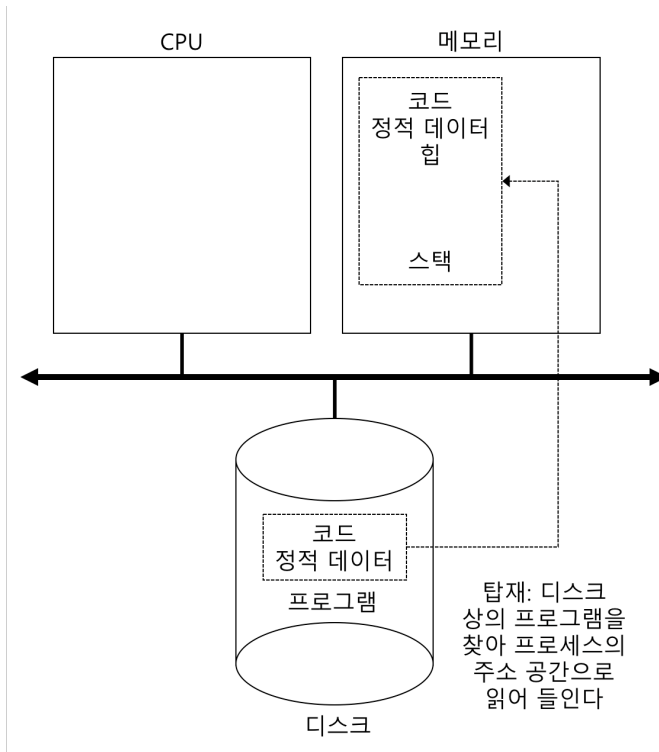 CPU
메모리
코드
정적 데이터
힙
스택
코드
정적 데이터
프로그램
디스크
탑재: 디스크
상의 프로그램을
찾아 프로세스의
주소 공간으로
읽어 들인다